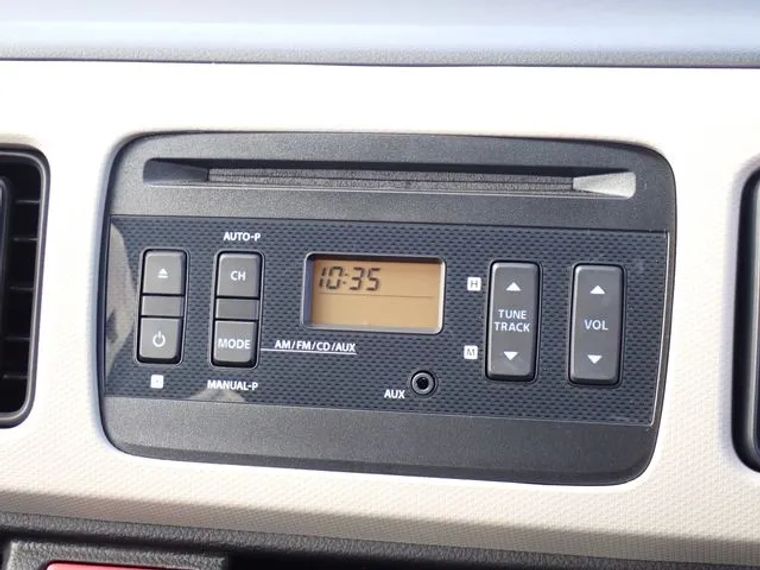 AUTO-P
CH
10:35
H
TUNE
TRACK
VOL
MODE
AM/FM/CD/AUX
M
MANUAL-P
AUX